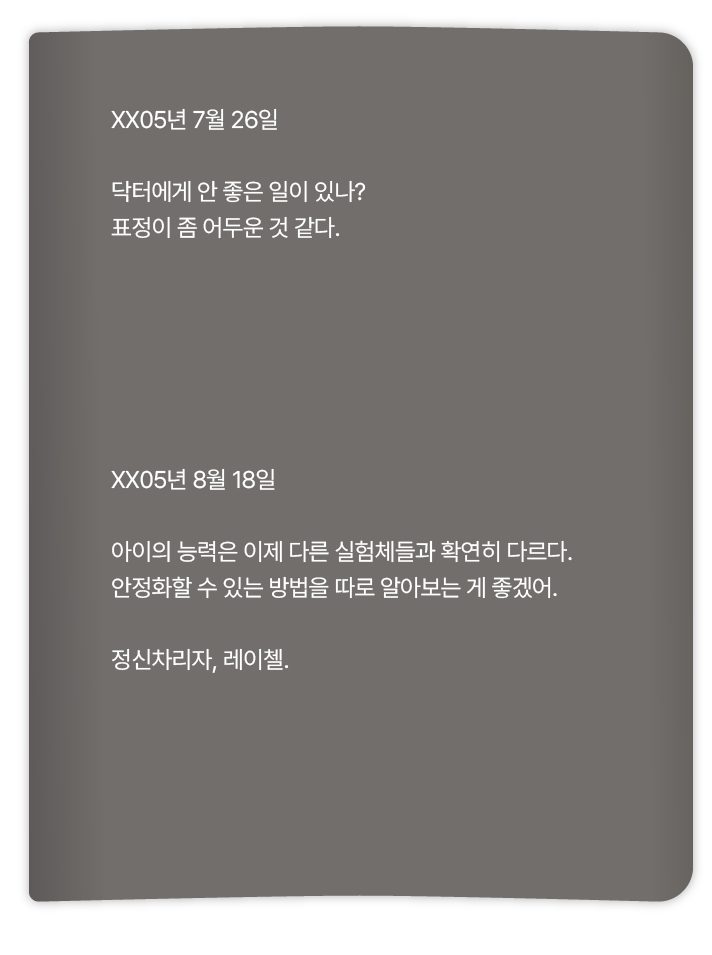 XX05년 7월 26일
닥터에게 안 좋은 일이 있나?
표정이 좀 어두운 것 같다.
XX05년 8월 18일
아이의 능력은 이제 다른 실험체들과 확연히 다르다.
안정화할 수 있는 방법을 따로 알아보는 게 좋겠어.
정신차리자, 레이첼.